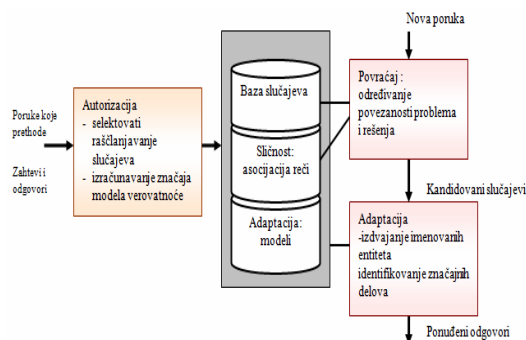 Nova poruka
Poruke koje
prethode
Zahtevi i
odgovori
Autorizacija
- selektovati
raščlanjavanje
slučajeva
- izračunavanje značaja
modela verovatnoće
Baza slučajeva
Sličnost:
asocijacija reči
Adaptacija:
modeli
Povraćaj :
određivanje
povezanosti problema
i rešenja
Kandidovani slučajevi
Adaptacija
-izdvajanje imenovanih
entiteta
identifikovanje značajnih
delova
Ponuđeni odgovori